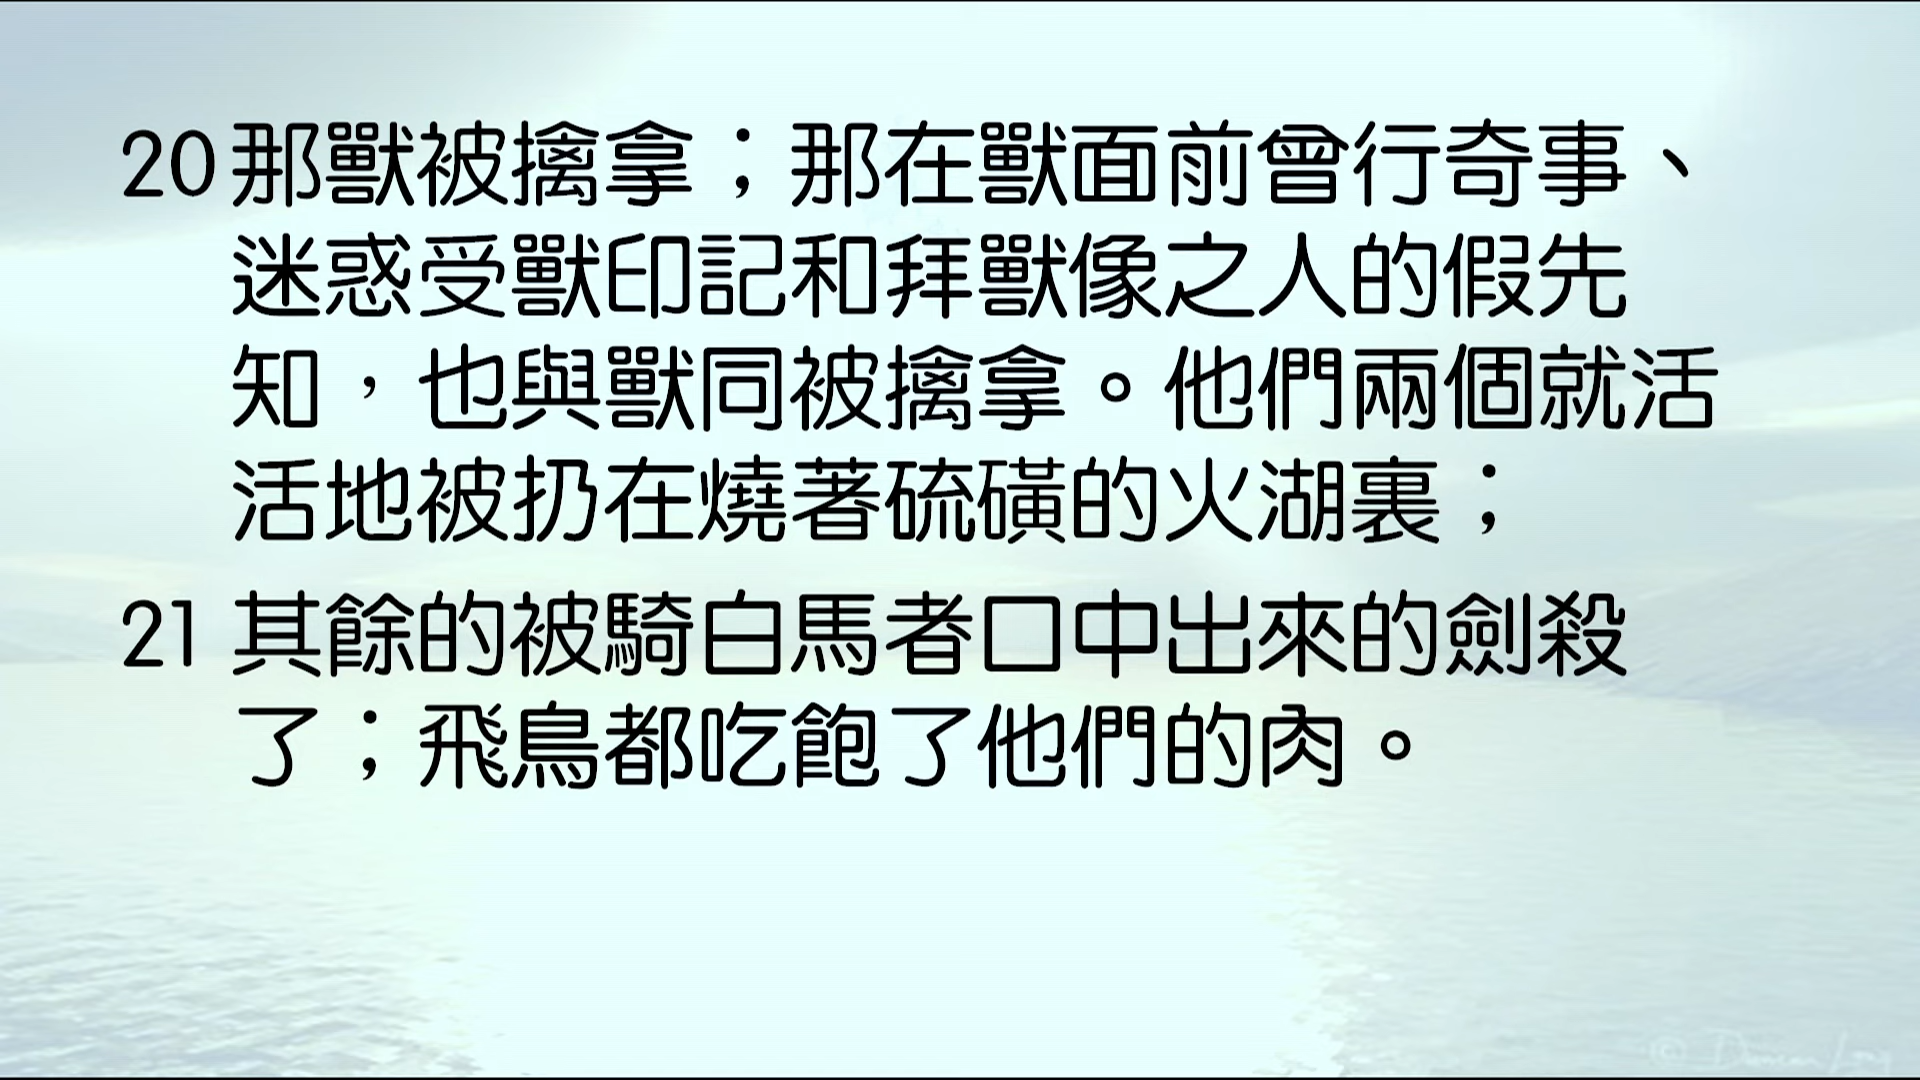 20 那獸被擒拿；那在獸面前曾行奇事、
迷惑受獸印記和拜獸像之人的假先
知，也與獸同被擒拿。他們兩個就活
活地被扔在燒著硫磺的火湖裏；
21 其餘的被騎白馬者口中出來的劍殺
了；飛鳥都吃飽了他們的肉。